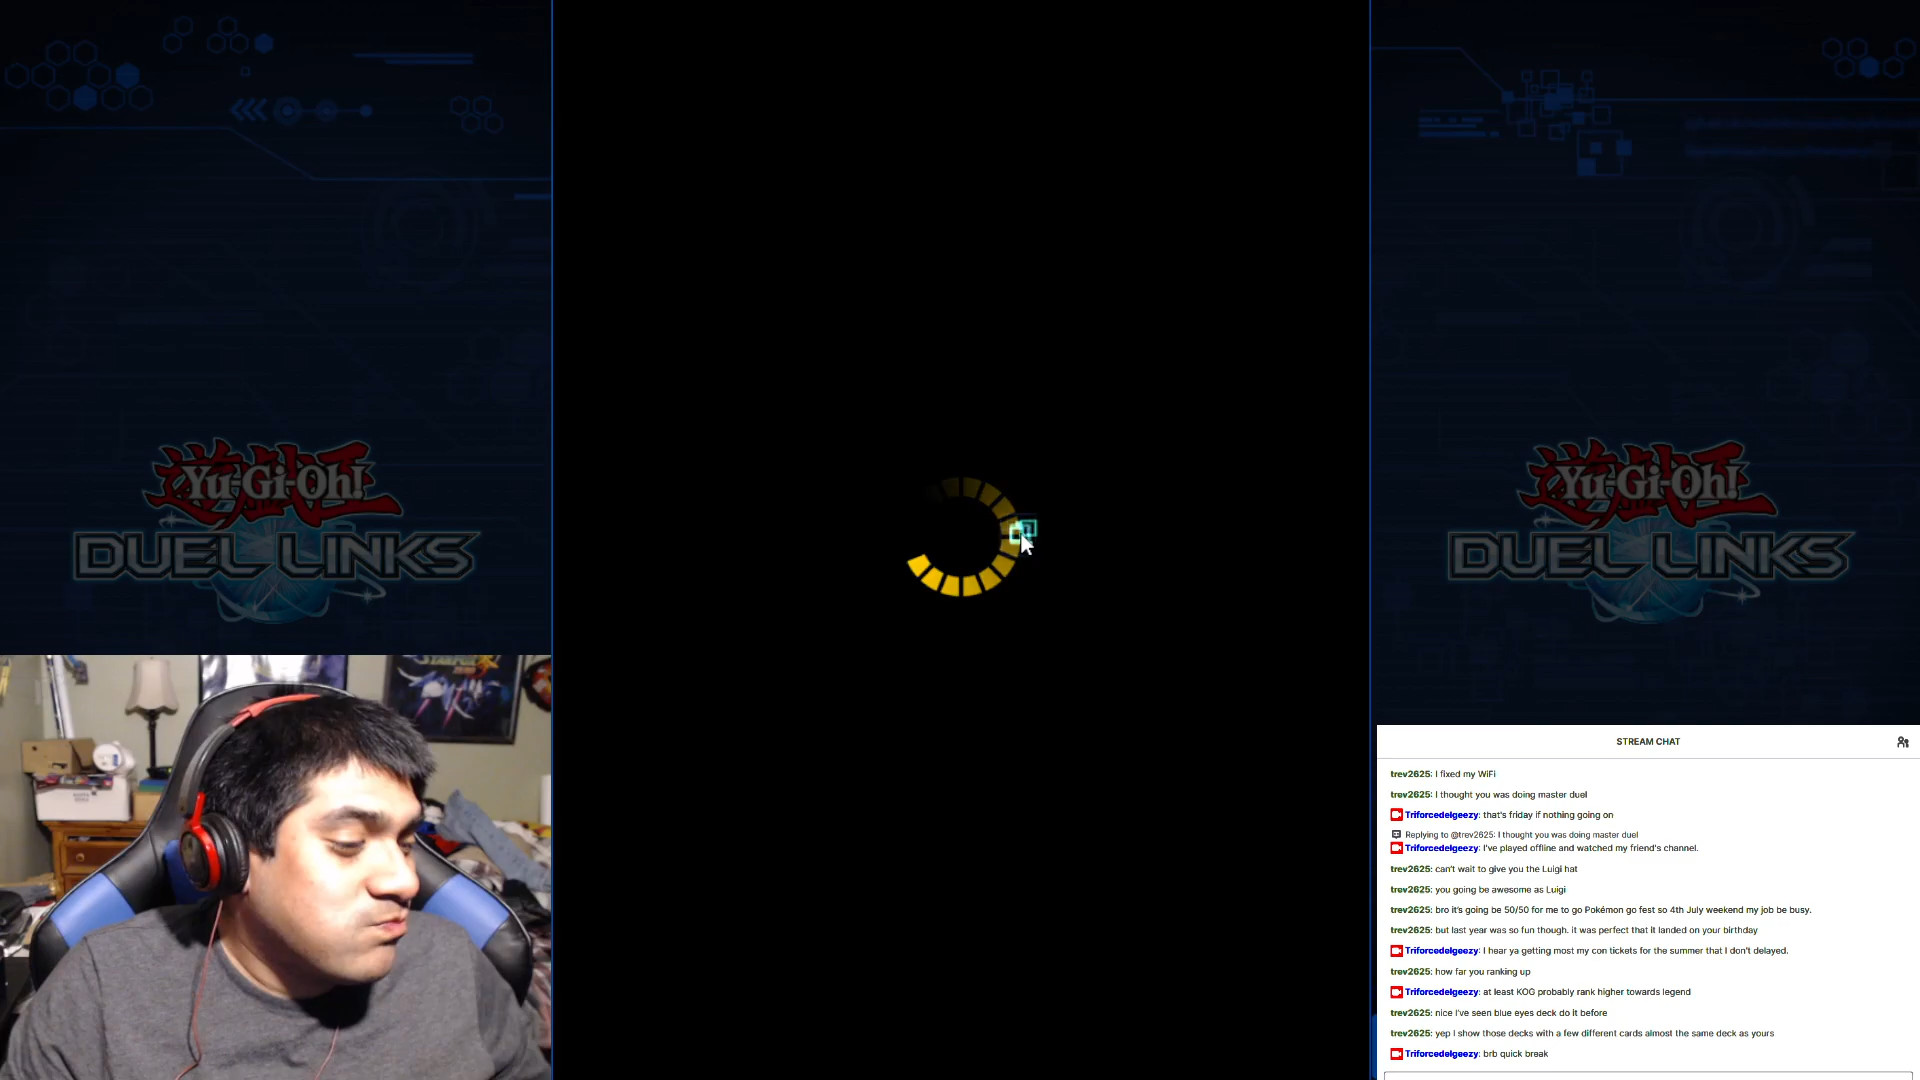 Yu-Gi-Oh!
DUEL LINKS
Yu-Gi-Oh!
DUEL LINKS
STREAM CHAT
trev2625: I fixed my WiFi
trev2625: I thought you was doing master duel
Triforcedelgeezy: that's friday if nothing going on
Replying to @trev2625: I thought you was doing master duel
Triforcedelgeezy: I've played offline and watched my friend's channel.
trev2625: can't wait to give you the Luigi hat
trev2625: you going be awesome as Luigi
trev2625: bro it's going be 50/50 for me to go Pokémon go fest so 4th July weekend my job be busy.
trev2625: but last year was so fun though. it was perfect that it landed on your birthday
Triforcedelgeezy: I hear ya getting most my con tickets for the summer that I don't delayed.
trev2625: how far you ranking up
Triforcedelgeezy: at least KOG probably rank higher towards legend
trev2625: nice I've seen blue eyes deck do it before
trev2625: yep I show those decks with a few different cards almost the same deck as yours
Triforcedelgeezy: brb quick break